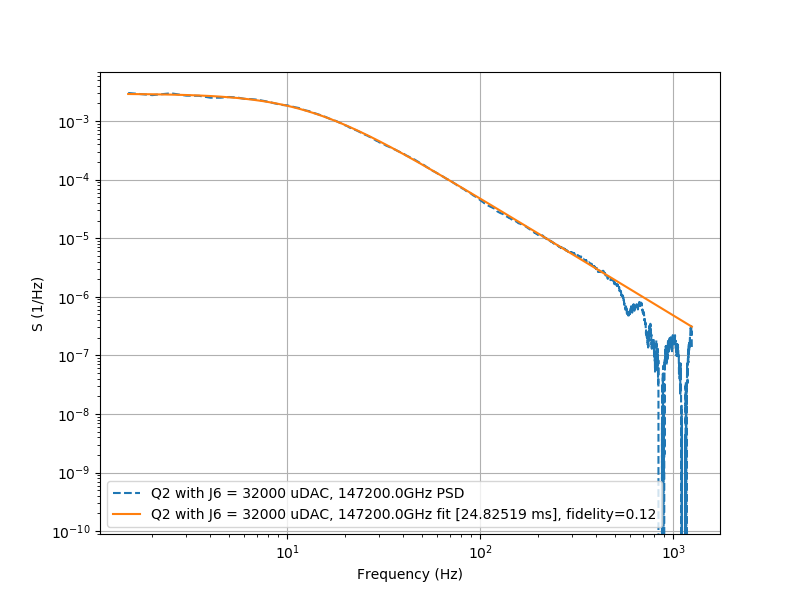 10⁻³
10⁻⁴
10⁻⁵
10⁻⁶
10⁻⁷
10⁻⁸
10⁻⁹
10⁻¹⁰
S (1/Hz)
Q2 with J6 = 32000 uDAC, 147200.0GHz PSD
Q2 with J6 = 32000 uDAC, 147200.0GHz fit [24.82519 ms], fidelity=0.12
10¹ 10² 10³
Frequency (Hz)